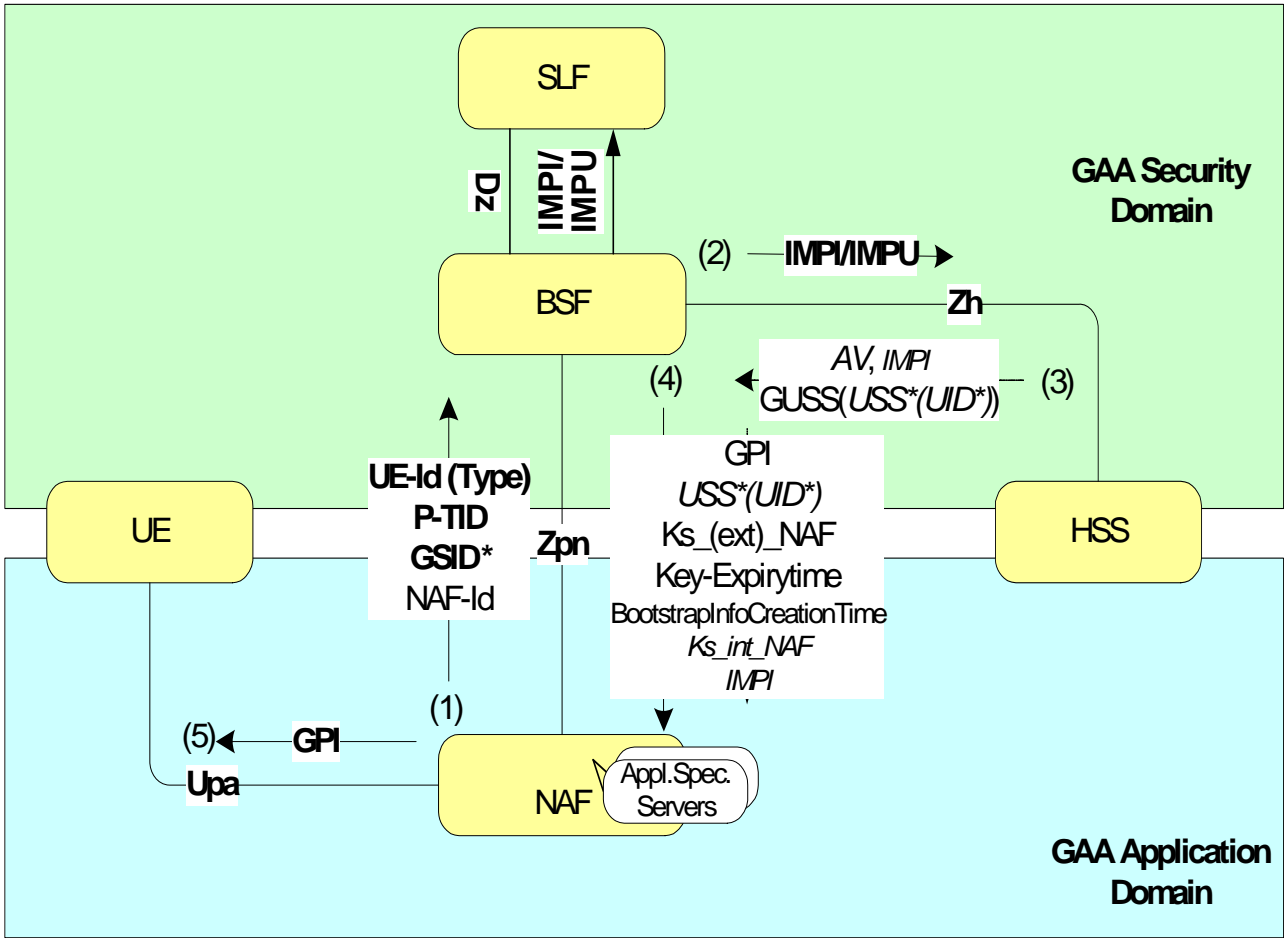 SLF
GAA Security
Domain
Dz
IMPI/
IMPU
(2)
IMPI/IMPU
BSF
Zh
AV, IMPI
GUSS(USS*(UID*))
(3)
(4)
GPI
USS*(UID*)
Ks_(ext)_NAF
Key-Expirytime
BootstrapInfoCreationTime
Ks_int_NAF
IMPI
UE-Id (Type)
P-TID
GSID*
NAF-Id
UE
Zpn
HSS
(1)
(5)
GPI
Upa
NAF
Appl.Spec.
Servers
GAA Application
Domain